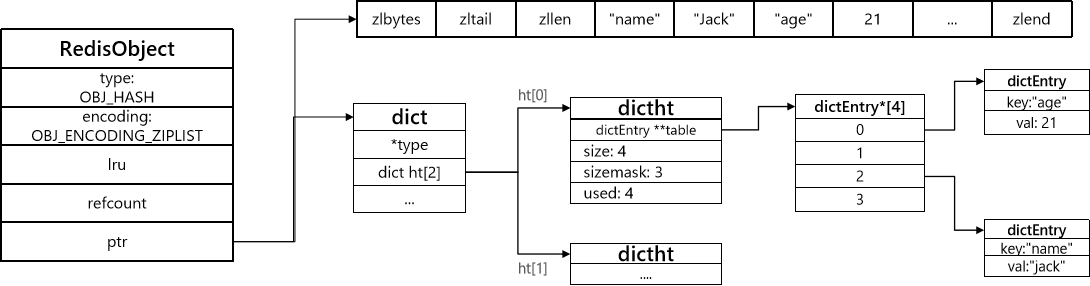 zlbytes zltail zllen "name" "Jack" "age" 21 ... zlend
RedisObject
type:
OBJ_HASH
encoding:
OBJ_ENCODING_ZIPLIST
lru
refcount
ptr
dict
*type
dict ht[2]
...
ht[0]
ht[1]
dictht
dictEntry **table
size: 4
sizemask: 3
used: 4
dictht
....
dictEntry*[4]
0
1
2
3
dictEntry
key:"age"
val: 21
dictEntry
key:"name"
val:"jack"